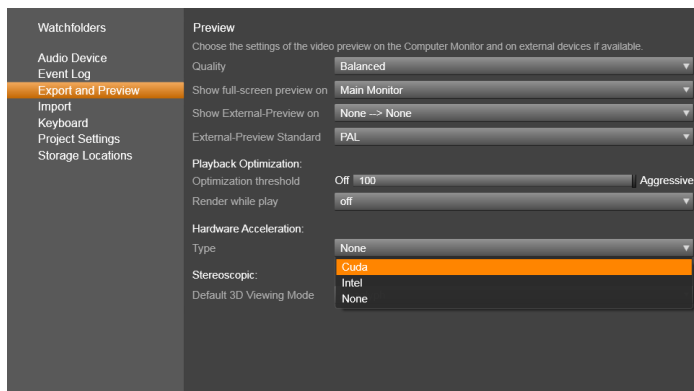 Watchfolders
Audio Device
Event Log
Export and Preview
Import
Keyboard
Project Settings
Storage Locations
Preview
Choose the settings of the video preview on the Computer Monitor and on external devices if available.
Quality Balanced
Show full-screen preview on Main Monitor
Show External-Preview on None --> None
External-Preview Standard PAL
Playback Optimization:
Optimization threshold Off 100 Aggressive
Render while play off
Hardware Acceleration:
Type None
Cuda
Stereoscopic:
Intel
Default 3D Viewing Mode
None